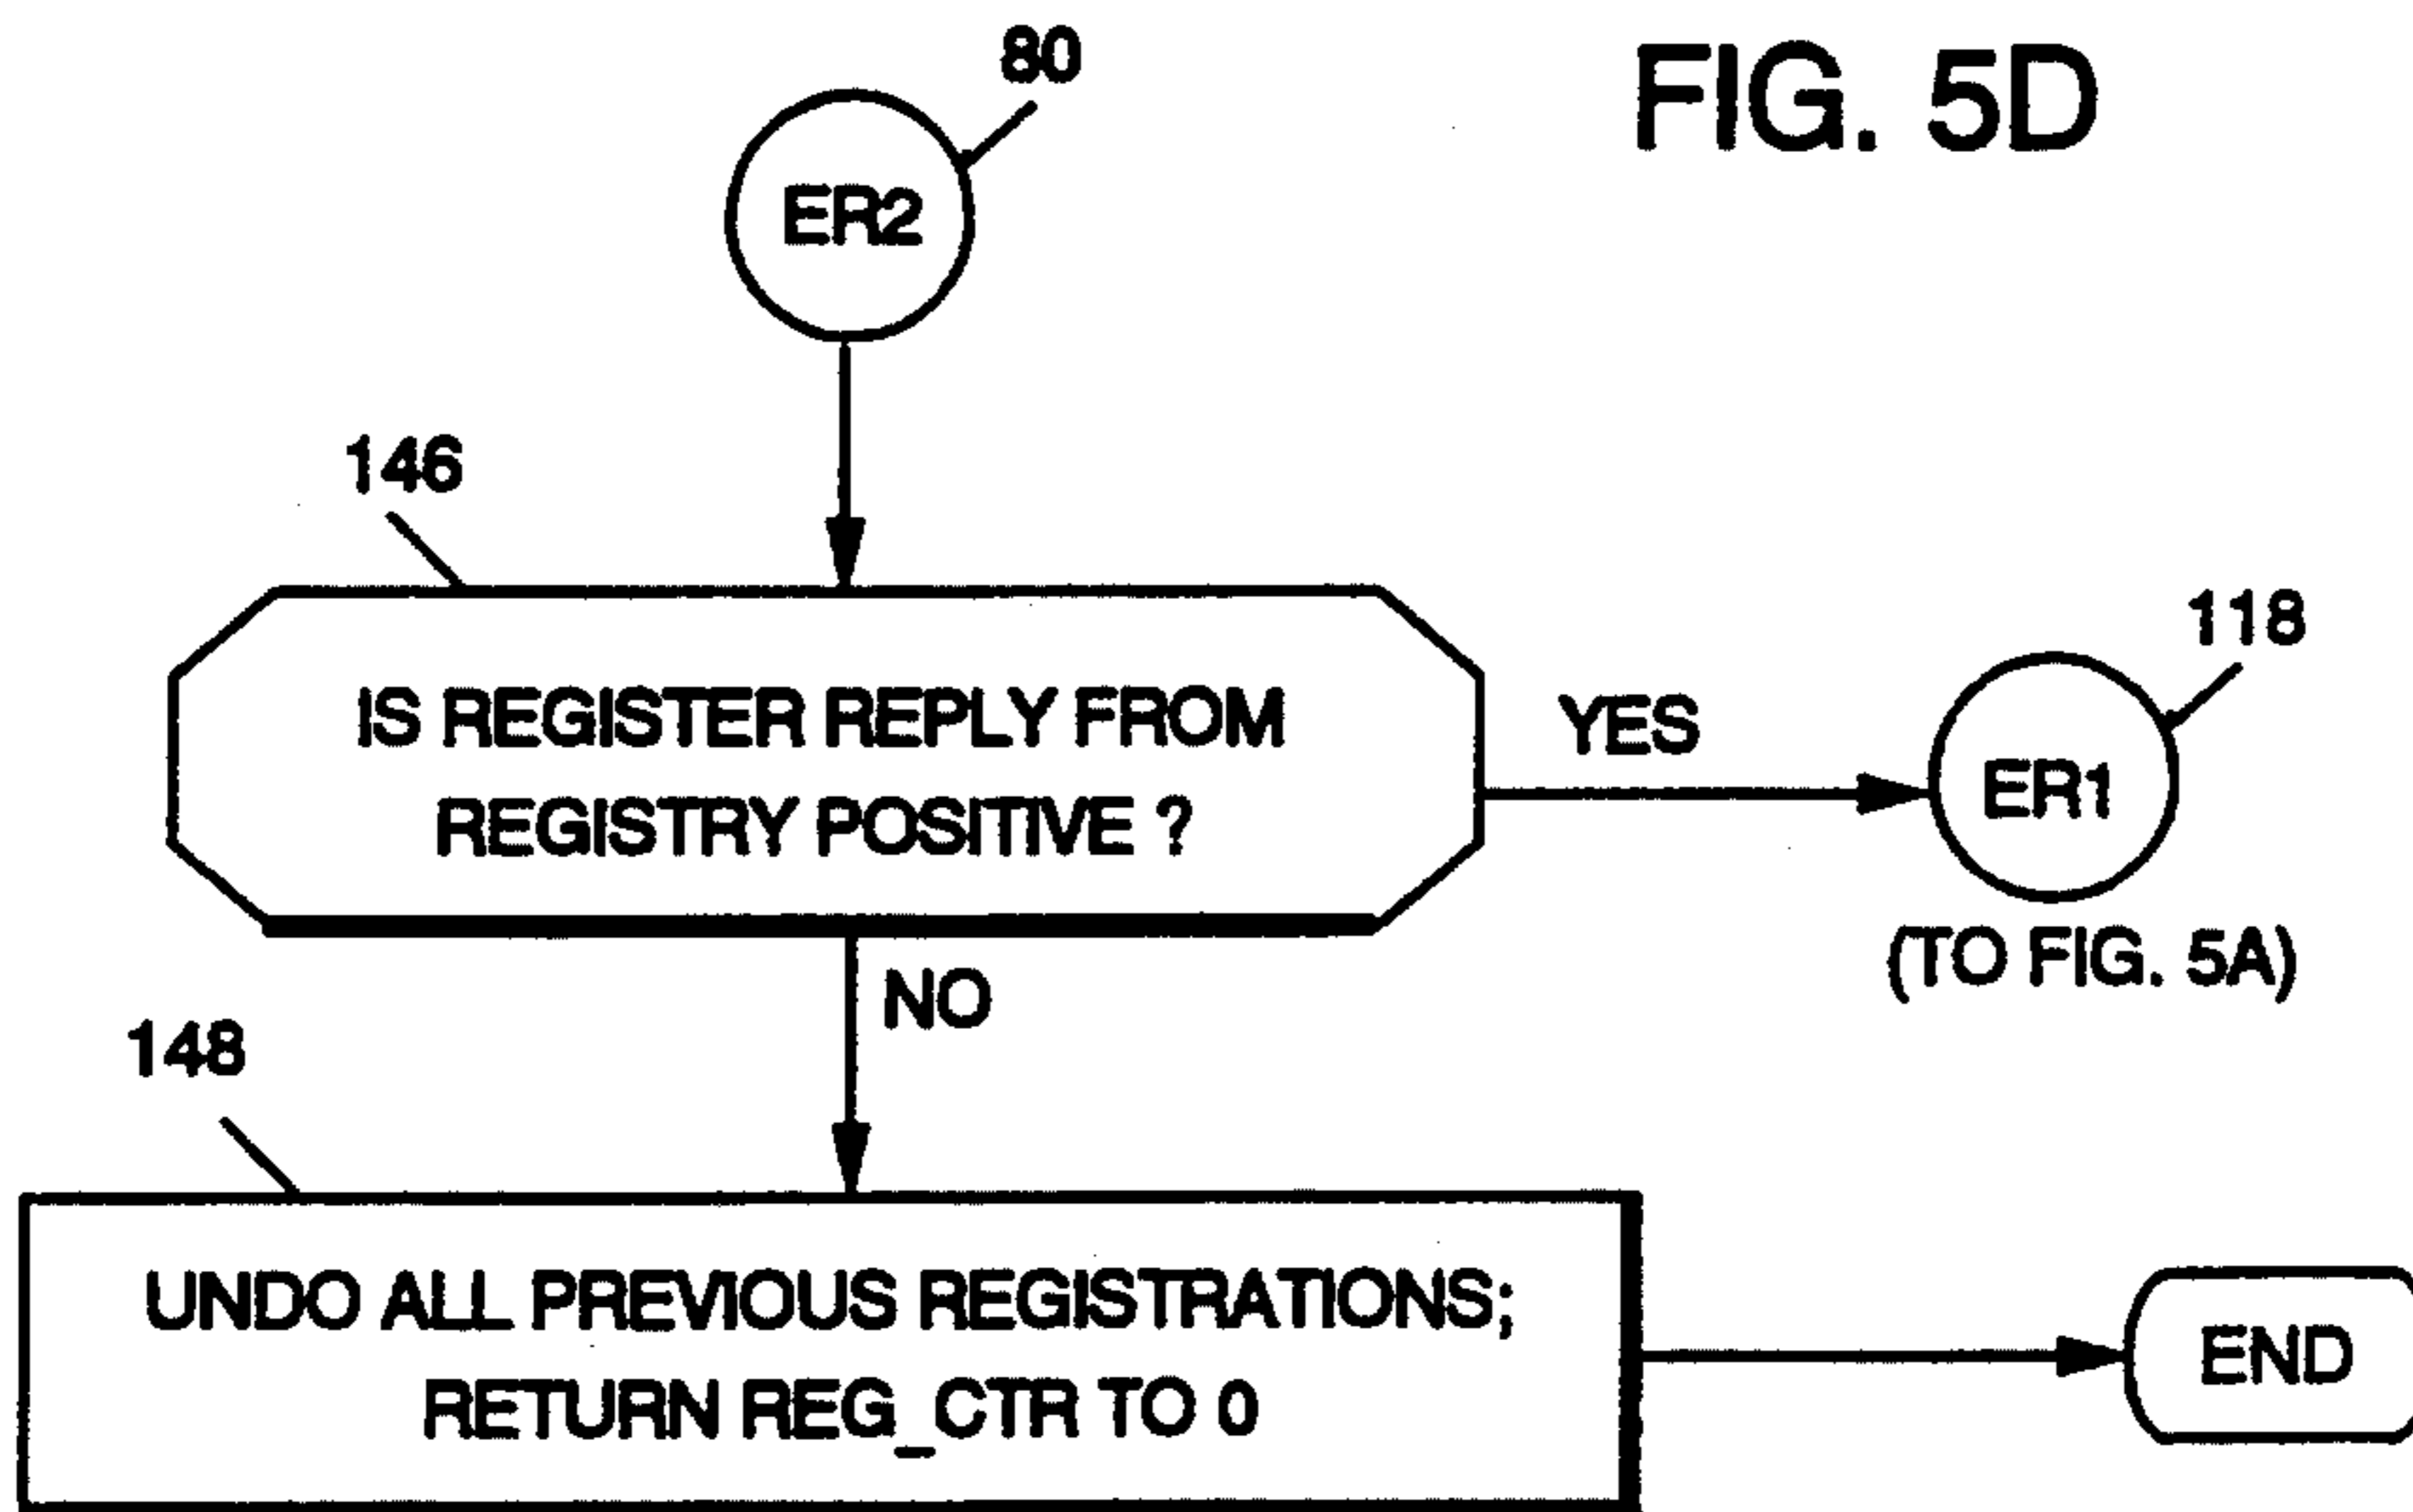 80
FIG. 5D
ER2
146
IS REGISTER REPLY FROM
REGISTRY POSITIVE ?
YES
118
ER1
(TO FIG. 5A)
NO
148
UNDO ALL PREVIOUS REGISTRATIONS;
RETURN REG_CTR TO 0
END